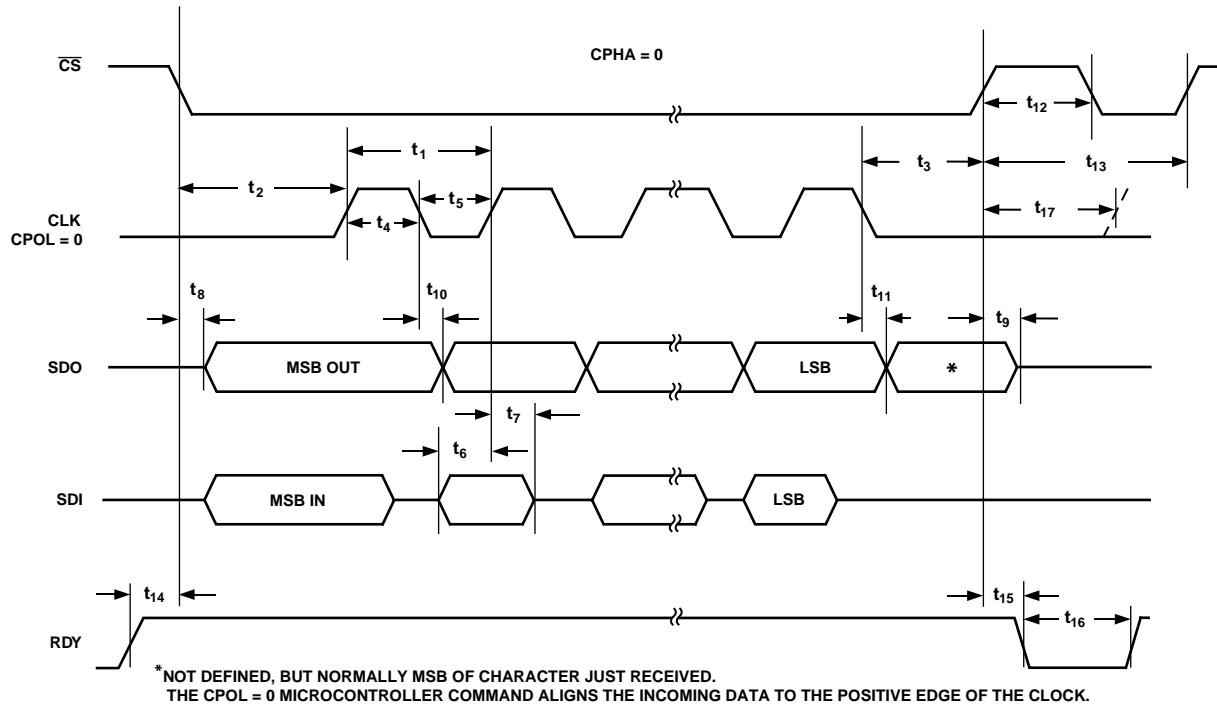 CPHA = 0
CS
t12
t1
t3
t13
t2
t5
t17
t4
CLK
CPOL = 0
t8
t10
t11
t9
SDO
MSB OUT
LSB
*
t7
t6
SDI
MSB IN
LSB
t14
t15
t16
RDY
*NOT DEFINED, BUT NORMALLY MSB OF CHARACTER JUST RECEIVED.
THE CPOL = 0 MICROCONTROLLER COMMAND ALIGNS THE INCOMING DATA TO THE POSITIVE EDGE OF THE CLOCK.